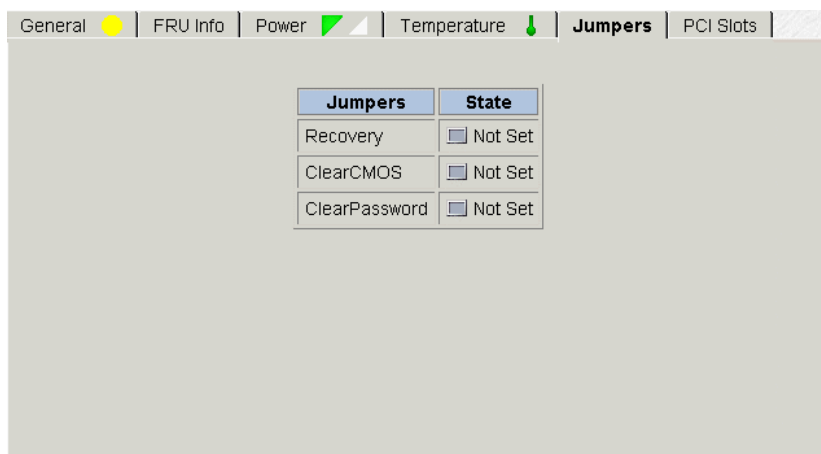 General FRU Info Power Temperature Jumpers PCI Slots
Jumpers State
Recovery Not Set
ClearCMOS Not Set
ClearPassword Not Set